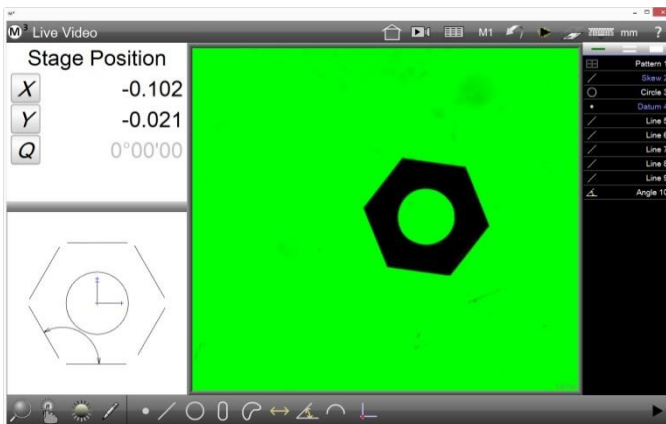 M3 Live Video
M1
mm
?
Stage Position
X -0.102
Y -0.021
Q 0°00'00
Pattern 1
Skew 2
Circle 3
Datum 4
Line 5
Line 6
Line 7
Line 8
Line 9
Angle 10